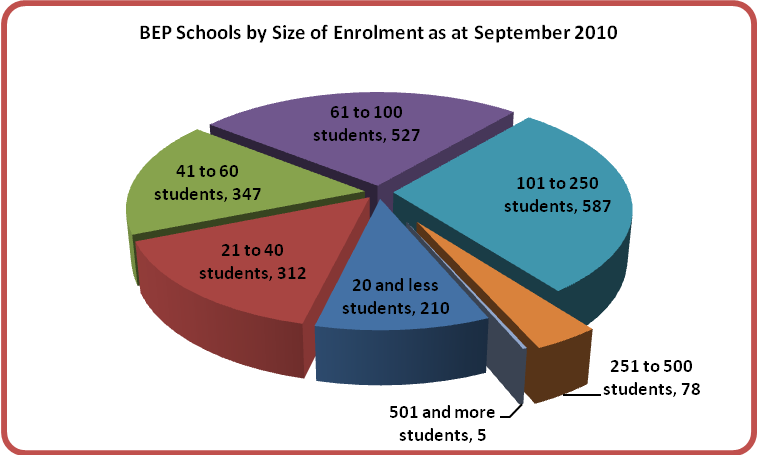 BEP Schools by Size of Enrolment as at September 2010
61 to 100
students, 527
101 to 250
students, 587
41 to 60
students, 347
21 to 40
students, 312
20 and less
students, 210
251 to 500
students, 78
501 and more
students, 5